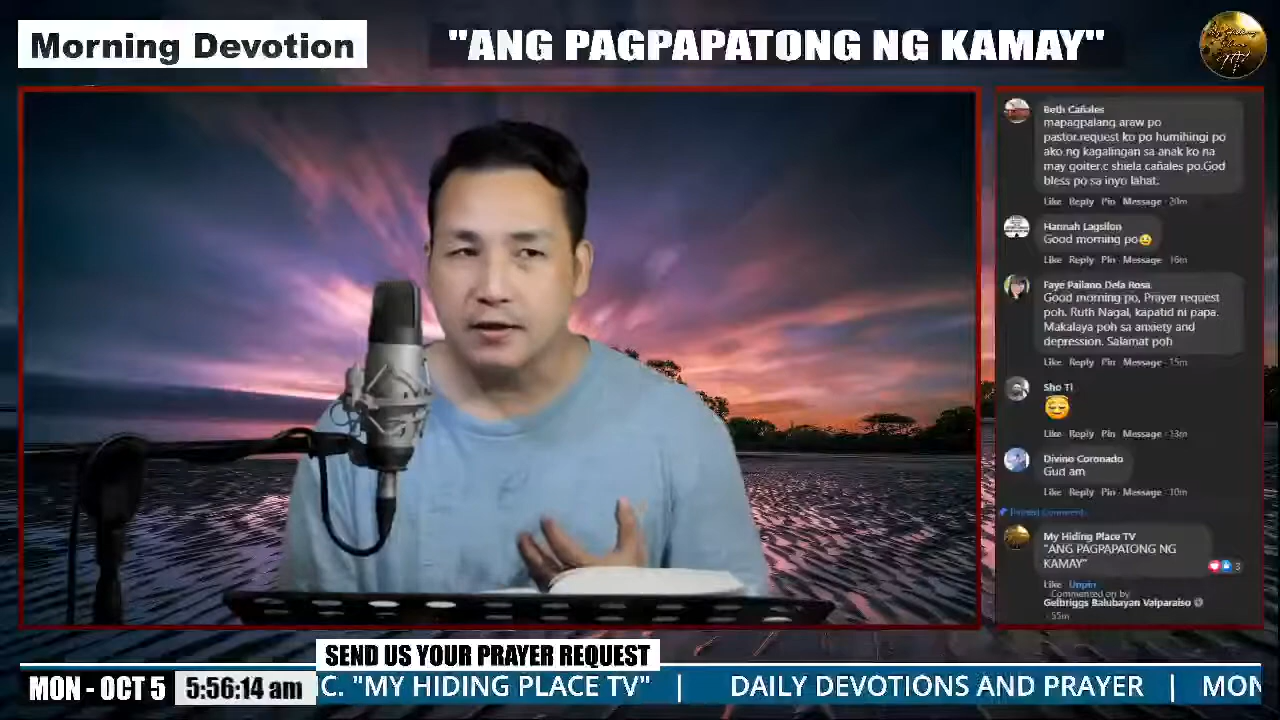 Morning Devotion
"ANG PAGPAPATONG NG KAMAY"
Beth Cañales
mapagpalang araw po
pastor.request ko po humihingi po
ako ng kagalingan sa anak ko na
may goiter.c shiela cañales po.God
bless po sa inyo lahat.
Like Reply Pin Message · 20m
Hannah Lagsilon
Good morning po
Like Reply Pin Message · 16m
Faye Pailano Dela Rosa
Good morning po, Prayer request
poh. Ruth Nagal, kapatid ni papa.
Makalaya poh sa anxiety and
depression. Salamat poh
Like Reply Pin Message · 15m
Sho Ti
Like Reply Pin Message · 13m
Divino Coronado
Gud am
Like Reply Pin Message · 10m
Pinned Comment
My Hiding Place TV
"ANG PAGPAPATONG NG
KAMAY"
3
Like Unpin
Commented on by
Gelbriggs Balubayan Valparaiso
· 55m
SEND US YOUR PRAYER REQUEST
MON - OCT 5 5:56:14 am C. "MY HIDING PLACE TV" | DAILY DEVOTIONS AND PRAYER | MON